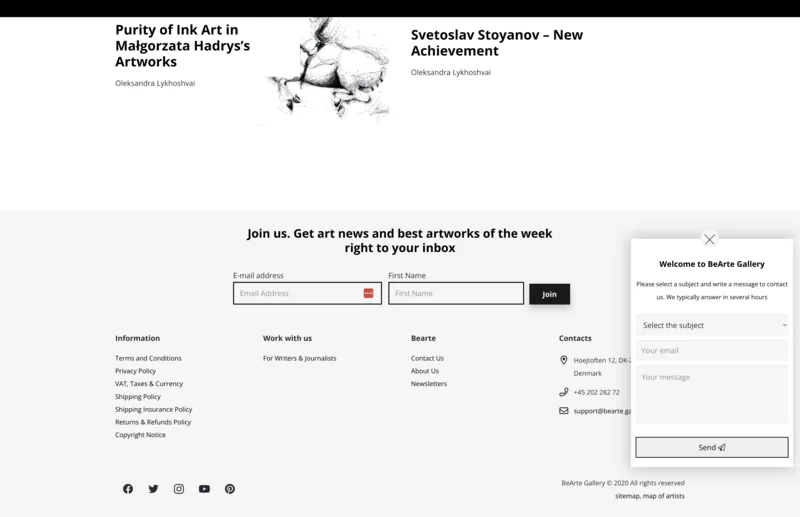 Purity of Ink Art in
Małgorzata Hadrys’s
Artworks
Oleksandra Lykhoshvai
Svetoslav Stoyanov – New
Achievement
Oleksandra Lykhoshvai
Join us. Get art news and best artworks of the week
right to your inbox
E-mail address
Email Address
First Name
First Name
Join
Information
Terms and Conditions
Privacy Policy
VAT, Taxes & Currency
Shipping Policy
Shipping Insurance Policy
Returns & Refunds Policy
Copyright Notice
Work with us
For Writers & Journalists
Bearte
Contact Us
About Us
Newsletters
Contacts
Hoejtoften 12, DK-
Denmark
+45 202 282 72
support@bearte.ga
Welcome to BeArte Gallery
Please select a subject and write a message to contact
us. We typically answer in several hours
Select the subject
Your email
Your message
Send
BeArte Gallery © 2020 All rights reserved
sitemap, map of artists